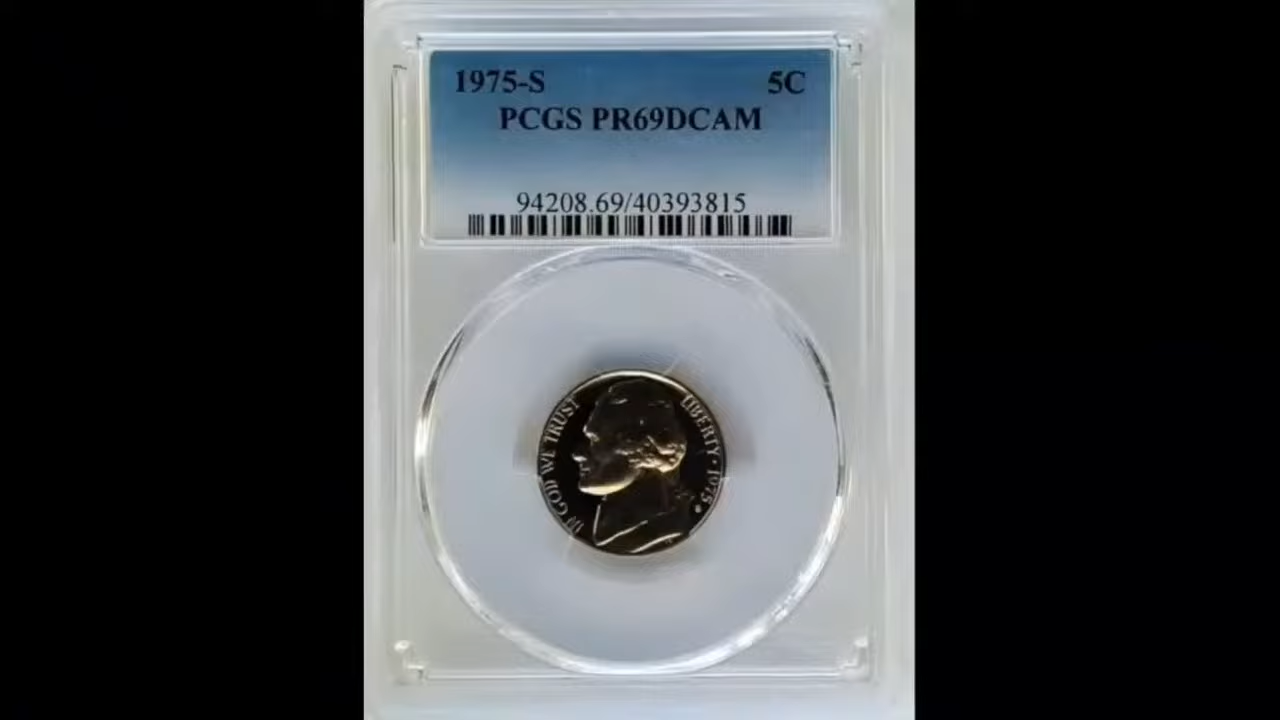 1975-S 5C
PCGS PR69DCAM
94208.69/40393815
IN GOD WE TRUST
LIBERTY · 1975